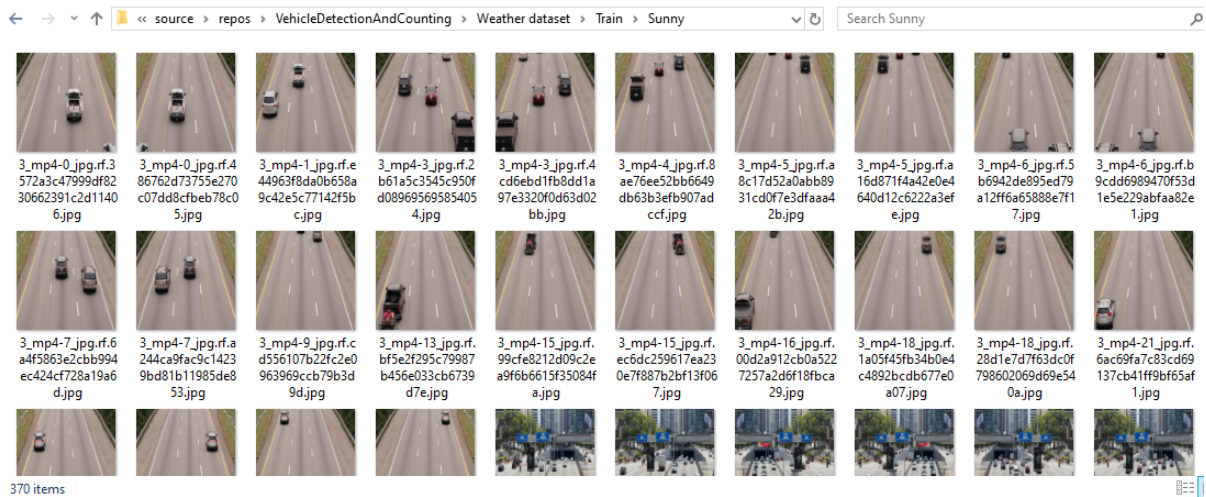 « source › repos › VehicleDetectionAndCounting › Weather dataset › Train › Sunny
Search Sunny
3_mp4-0_jpg.rf.3
572a3c47999df82
30662391c2d1140
6.jpg
3_mp4-0_jpg.rf.4
86762d73755e270
c07dd8cfbeb78c0
5.jpg
3_mp4-1_jpg.rf.e
44963f8da0b658a
9c42e5c77142f5b
c.jpg
3_mp4-3_jpg.rf.2
b61a5c3545c950f
d08969569585405
4.jpg
3_mp4-3_jpg.rf.4
cd6ebd1fb8dd1a
97e3320f0d63d02
bb.jpg
3_mp4-4_jpg.rf.8
ae76ee52bb6649
db63b3efb907ad
ccf.jpg
3_mp4-5_jpg.rf.a
8c17d52a0abb89
31cd0f7e3dfaaa4
2b.jpg
3_mp4-5_jpg.rf.a
16d871f4a42e0e4
640d12c6222a3ef
e.jpg
3_mp4-6_jpg.rf.5
b6942de895ed79
a12ff6a65888e7f1
7.jpg
3_mp4-6_jpg.rf.b
9cdd6989470f53d
1e5e229abfaa82e
1.jpg
3_mp4-7_jpg.rf.6
a4f5863e2cbb994
ec424cf728a19a6
d.jpg
3_mp4-7_jpg.rf.a
244ca9fac9c1423
9bd81b11985de8
53.jpg
3_mp4-9_jpg.rf.c
d556107b22fc2e0
963969ccb79b3d
9d.jpg
3_mp4-13_jpg.rf.
bf5e2f295c79987
b456e033cb6739
d7e.jpg
3_mp4-15_jpg.rf.
99cfe8212d09c2e
a9f6b6615f35084f
a.jpg
3_mp4-15_jpg.rf.
ec6dc259617ea23
0e7f887b2bf13f06
7.jpg
3_mp4-16_jpg.rf.
00d2a912cb0a522
7257a2d6f18fbca
29.jpg
3_mp4-18_jpg.rf.
1a05f45fb34b0e4
c4892bcdb677e0
a07.jpg
3_mp4-18_jpg.rf.
28d1e7d7f63dc0f
798602069d69e54
0a.jpg
3_mp4-21_jpg.rf.
6ac69fa7c83cd69
137cb41ff9bf65af
1.jpg
370 items